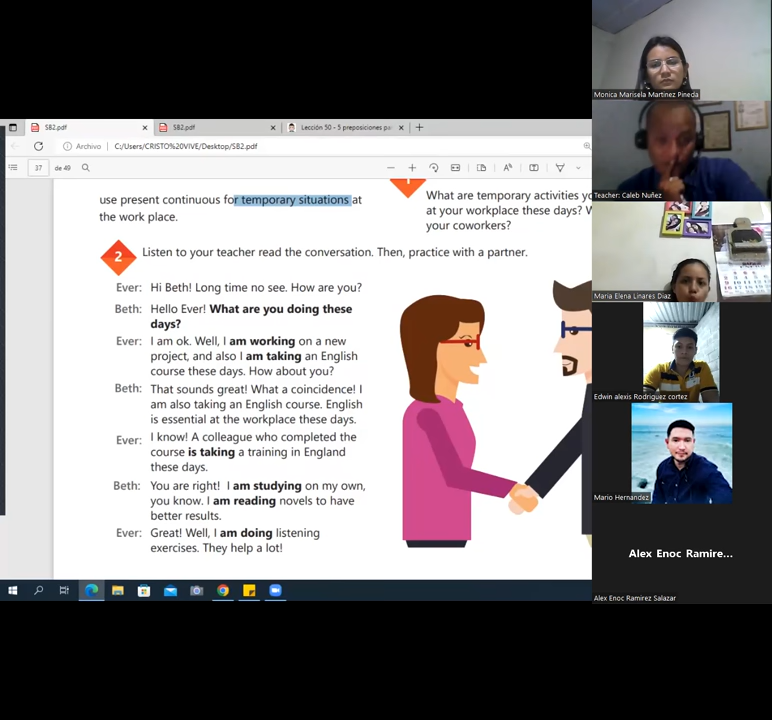 SB2.pdf
SB2.pdf
Lección 50 - 5 preposiciones pa
Archivo
C:/Users/CRISTO%20VIVE/Desktop/SB2.pdf
37
de 49
use present continuous for temporary situations at
the work place.
What are temporary activities yo
at your workplace these days? W
your coworkers?
2
Listen to your teacher read the conversation. Then, practice with a partner.
Ever: Hi Beth! Long time no see. How are you?
Beth: Hello Ever! What are you doing these
days?
Ever: I am ok. Well, I am working on a new
project, and also I am taking an English
course these days. How about you?
Beth: That sounds great! What a coincidence! I
am also taking an English course. English
is essential at the workplace these days.
Ever: I know! A colleague who completed the
course is taking a training in England
these days.
Beth: You are right! I am studying on my own,
you know. I am reading novels to have
better results.
Ever: Great! Well, I am doing listening
exercises. They help a lot!
Monica Marisela Martinez Pineda
Teacher: Caleb Nuñez
Maria Elena Linares Diaz
Edwin alexis Rodriguez cortez
Mario Hernandez
Alex Enoc Ramire...
Alex Enoc Ramirez Salazar